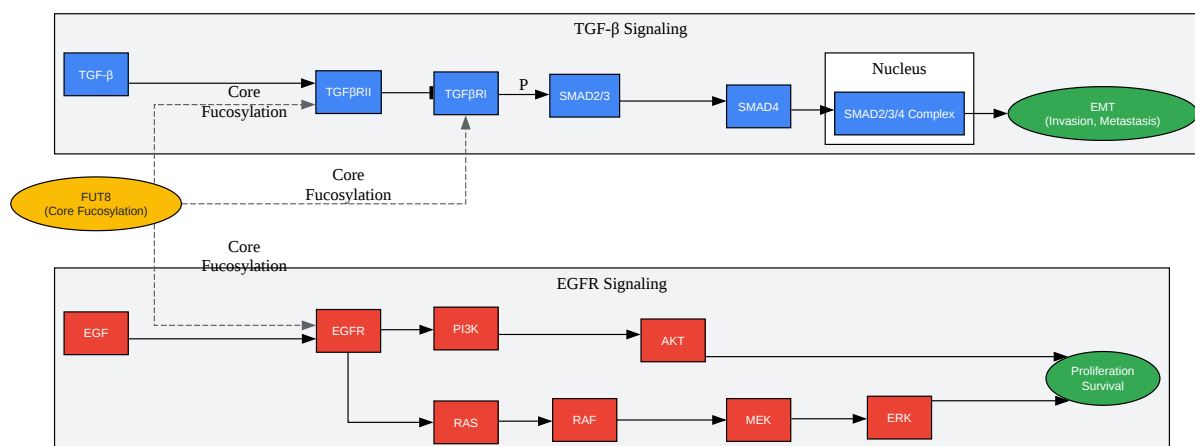 TGF-β Signaling
TGF-β
Core
Fucosylation
TGFβRII
TGFβRI
P
SMAD2/3
SMAD4
Nucleus
SMAD2/3/4 Complex
EMT
(Invasion, Metastasis)
FUT8
(Core Fucosylation)
Core
Fucosylation
Core
Fucosylation
EGFR Signaling
EGF
EGFR
PI3K
AKT
Proliferation
Survival
RAS
RAF
MEK
ERK